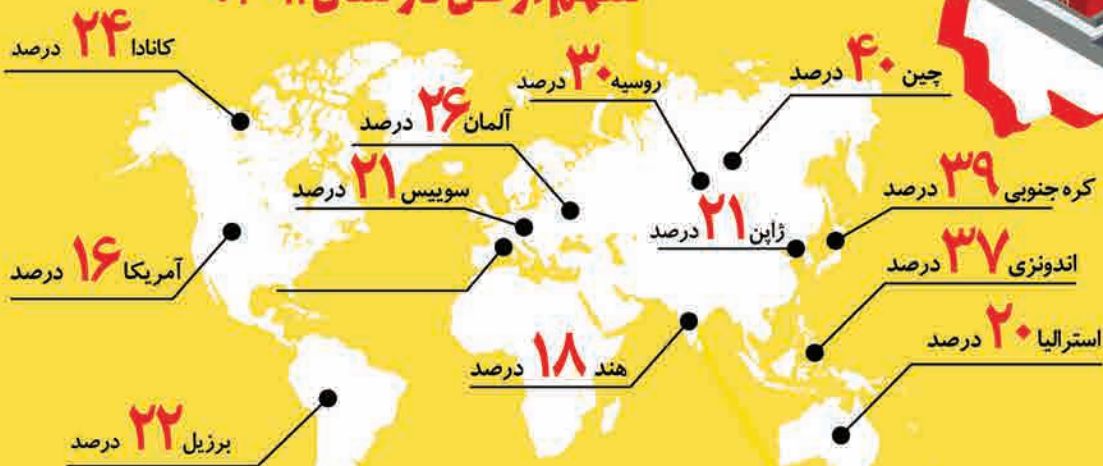 کانادا ۲۴ درصد
روسیه ۳۰ درصد
چین ۴۰ درصد
آلمان ۲۶ درصد
سوییس ۲۱ درصد
کره جنوبی ۳۹ درصد
ژاپن ۲۱ درصد
آمریکا ۱۶ درصد
اندونزی ۳۷ درصد
استرالیا ۲۰ درصد
هند ۱۸ درصد
برزیل ۲۲ درصد